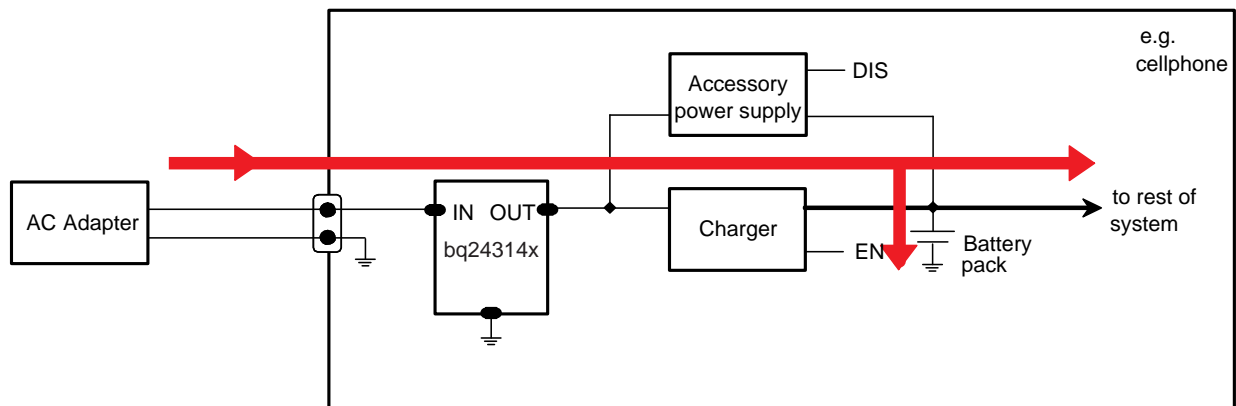 e.g.
cellphone
Accessory
power supply
DIS
AC Adapter
IN OUT
bq24314x
Charger
EN
to rest of
system
Battery
pack